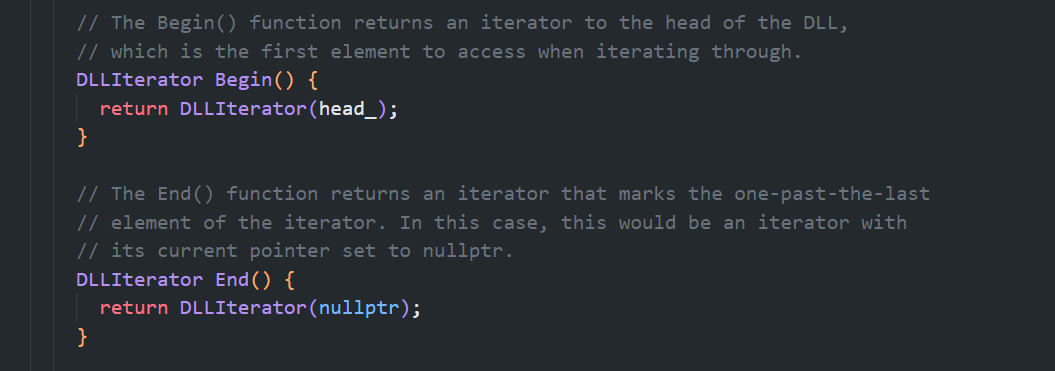 // The Begin() function returns an iterator to the head of the DLL,
// which is the first element to access when iterating through.
DLLIterator Begin() {
return DLLIterator(head_);
}
// The End() function returns an iterator that marks the one-past-the-last
// element of the iterator. In this case, this would be an iterator with
// its current pointer set to nullptr.
DLLIterator End() {
return DLLIterator(nullptr);
}